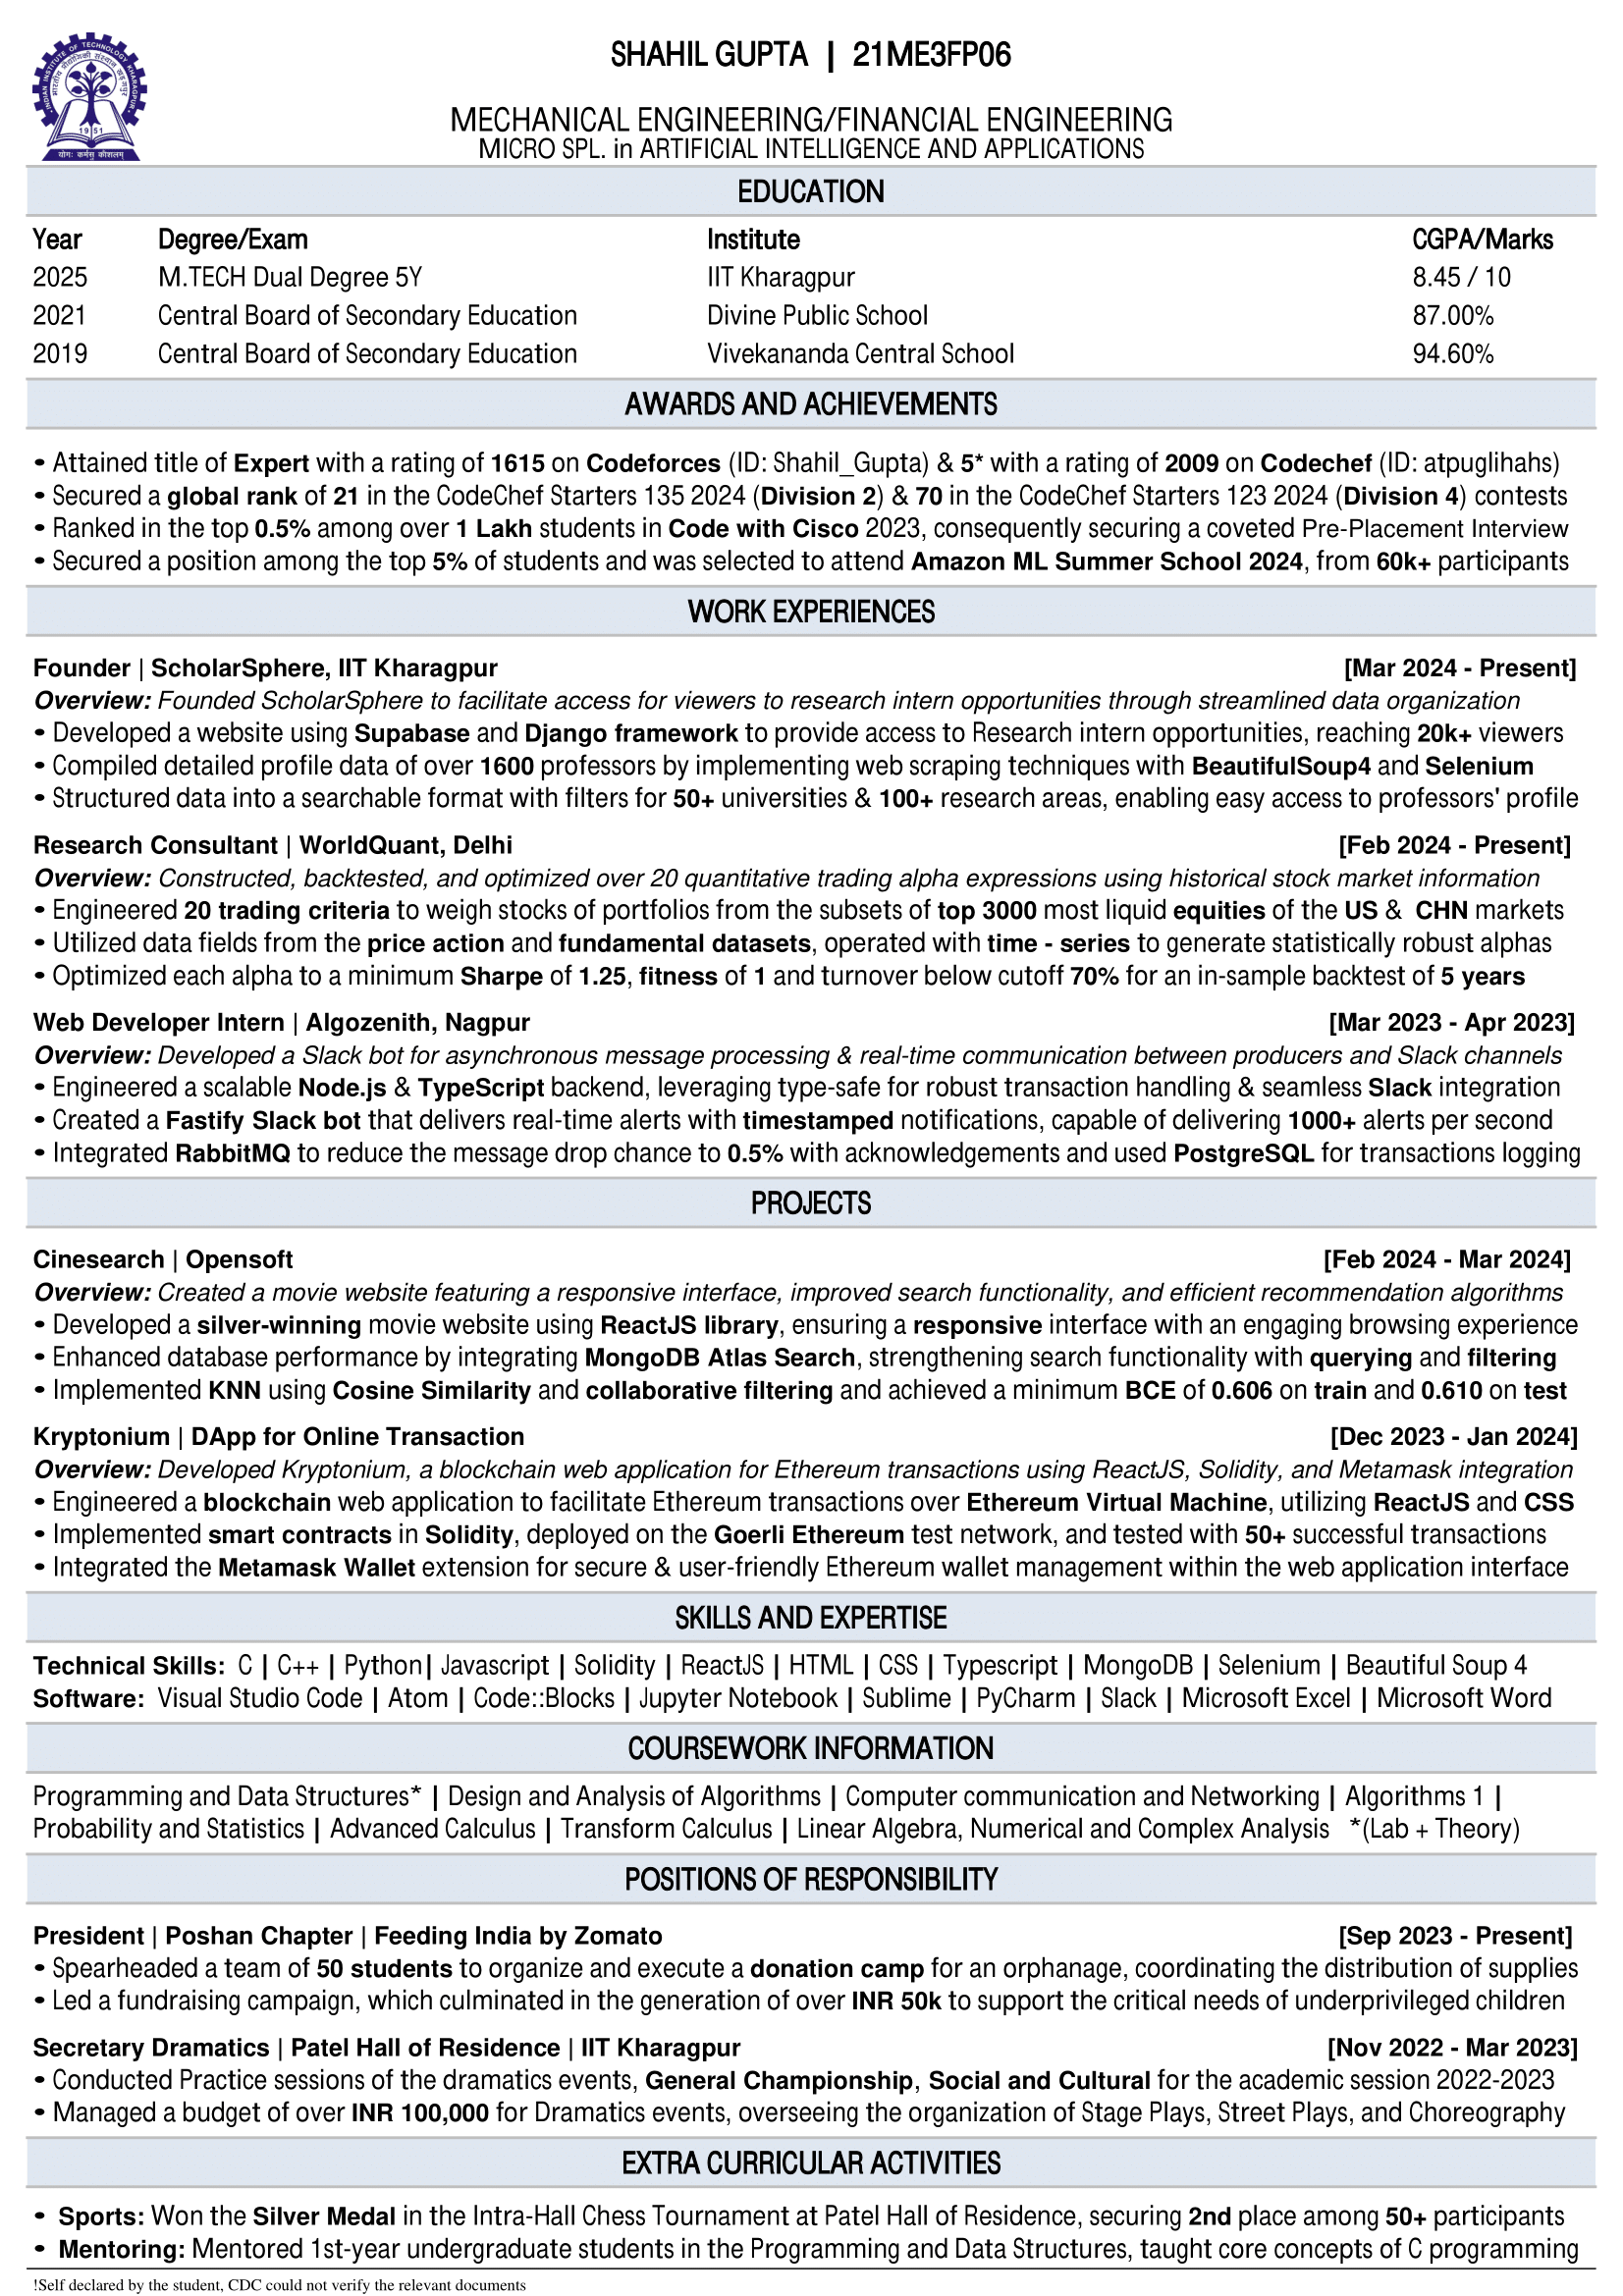 INDIAN INSTITUTE OF TECHNOLOGY KHARAGPUR
भारतीय प्रौद्योगिकी संस्थान खड़गपुर
1951
योगः कर्मसु कौशलम्
SHAHIL GUPTA | 21ME3FP06
MECHANICAL ENGINEERING/FINANCIAL ENGINEERING
MICRO SPL. in ARTIFICIAL INTELLIGENCE AND APPLICATIONS
EDUCATION
Year Degree/Exam Institute CGPA/Marks
2025 M.TECH Dual Degree 5Y IIT Kharagpur 8.45 / 10
2021 Central Board of Secondary Education Divine Public School 87.00%
2019 Central Board of Secondary Education Vivekananda Central School 94.60%
AWARDS AND ACHIEVEMENTS
• Attained title of Expert with a rating of 1615 on Codeforces (ID: Shahil_Gupta) & 5* with a rating of 2009 on Codechef (ID: atpuglihahs)
• Secured a global rank of 21 in the CodeChef Starters 135 2024 (Division 2) & 70 in the CodeChef Starters 123 2024 (Division 4) contests
• Ranked in the top 0.5% among over 1 Lakh students in Code with Cisco 2023, consequently securing a coveted Pre-Placement Interview
• Secured a position among the top 5% of students and was selected to attend Amazon ML Summer School 2024, from 60k+ participants
WORK EXPERIENCES
Founder | ScholarSphere, IIT Kharagpur [Mar 2024 - Present]
Overview: Founded ScholarSphere to facilitate access for viewers to research intern opportunities through streamlined data organization
• Developed a website using Supabase and Django framework to provide access to Research intern opportunities, reaching 20k+ viewers
• Compiled detailed profile data of over 1600 professors by implementing web scraping techniques with BeautifulSoup4 and Selenium
• Structured data into a searchable format with filters for 50+ universities & 100+ research areas, enabling easy access to professors' profile
Research Consultant | WorldQuant, Delhi [Feb 2024 - Present]
Overview: Constructed, backtested, and optimized over 20 quantitative trading alpha expressions using historical stock market information
• Engineered 20 trading criteria to weigh stocks of portfolios from the subsets of top 3000 most liquid equities of the US & CHN markets
• Utilized data fields from the price action and fundamental datasets, operated with time - series to generate statistically robust alphas
• Optimized each alpha to a minimum Sharpe of 1.25, fitness of 1 and turnover below cutoff 70% for an in-sample backtest of 5 years
Web Developer Intern | Algozenith, Nagpur [Mar 2023 - Apr 2023]
Overview: Developed a Slack bot for asynchronous message processing & real-time communication between producers and Slack channels
• Engineered a scalable Node.js & TypeScript backend, leveraging type-safe for robust transaction handling & seamless Slack integration
• Created a Fastify Slack bot that delivers real-time alerts with timestamped notifications, capable of delivering 1000+ alerts per second
• Integrated RabbitMQ to reduce the message drop chance to 0.5% with acknowledgements and used PostgreSQL for transactions logging
PROJECTS
Cinesearch | Opensoft [Feb 2024 - Mar 2024]
Overview: Created a movie website featuring a responsive interface, improved search functionality, and efficient recommendation algorithms
• Developed a silver-winning movie website using ReactJS library, ensuring a responsive interface with an engaging browsing experience
• Enhanced database performance by integrating MongoDB Atlas Search, strengthening search functionality with querying and filtering
• Implemented KNN using Cosine Similarity and collaborative filtering and achieved a minimum BCE of 0.606 on train and 0.610 on test
Kryptonium | DApp for Online Transaction [Dec 2023 - Jan 2024]
Overview: Developed Kryptonium, a blockchain web application for Ethereum transactions using ReactJS, Solidity, and Metamask integration
• Engineered a blockchain web application to facilitate Ethereum transactions over Ethereum Virtual Machine, utilizing ReactJS and CSS
• Implemented smart contracts in Solidity, deployed on the Goerli Ethereum test network, and tested with 50+ successful transactions
• Integrated the Metamask Wallet extension for secure & user-friendly Ethereum wallet management within the web application interface
SKILLS AND EXPERTISE
Technical Skills: C | C++ | Python| Javascript | Solidity | ReactJS | HTML | CSS | Typescript | MongoDB | Selenium | Beautiful Soup 4
Software: Visual Studio Code | Atom | Code::Blocks | Jupyter Notebook | Sublime | PyCharm | Slack | Microsoft Excel | Microsoft Word
COURSEWORK INFORMATION
Programming and Data Structures* | Design and Analysis of Algorithms | Computer communication and Networking | Algorithms 1 |
Probability and Statistics | Advanced Calculus | Transform Calculus | Linear Algebra, Numerical and Complex Analysis *(Lab + Theory)
POSITIONS OF RESPONSIBILITY
President | Poshan Chapter | Feeding India by Zomato [Sep 2023 - Present]
• Spearheaded a team of 50 students to organize and execute a donation camp for an orphanage, coordinating the distribution of supplies
• Led a fundraising campaign, which culminated in the generation of over INR 50k to support the critical needs of underprivileged children
Secretary Dramatics | Patel Hall of Residence | IIT Kharagpur [Nov 2022 - Mar 2023]
• Conducted Practice sessions of the dramatics events, General Championship, Social and Cultural for the academic session 2022-2023
• Managed a budget of over INR 100,000 for Dramatics events, overseeing the organization of Stage Plays, Street Plays, and Choreography
EXTRA CURRICULAR ACTIVITIES
• Sports: Won the Silver Medal in the Intra-Hall Chess Tournament at Patel Hall of Residence, securing 2nd place among 50+ participants
• Mentoring: Mentored 1st-year undergraduate students in the Programming and Data Structures, taught core concepts of C programming
!Self declared by the student, CDC could not verify the relevant documents